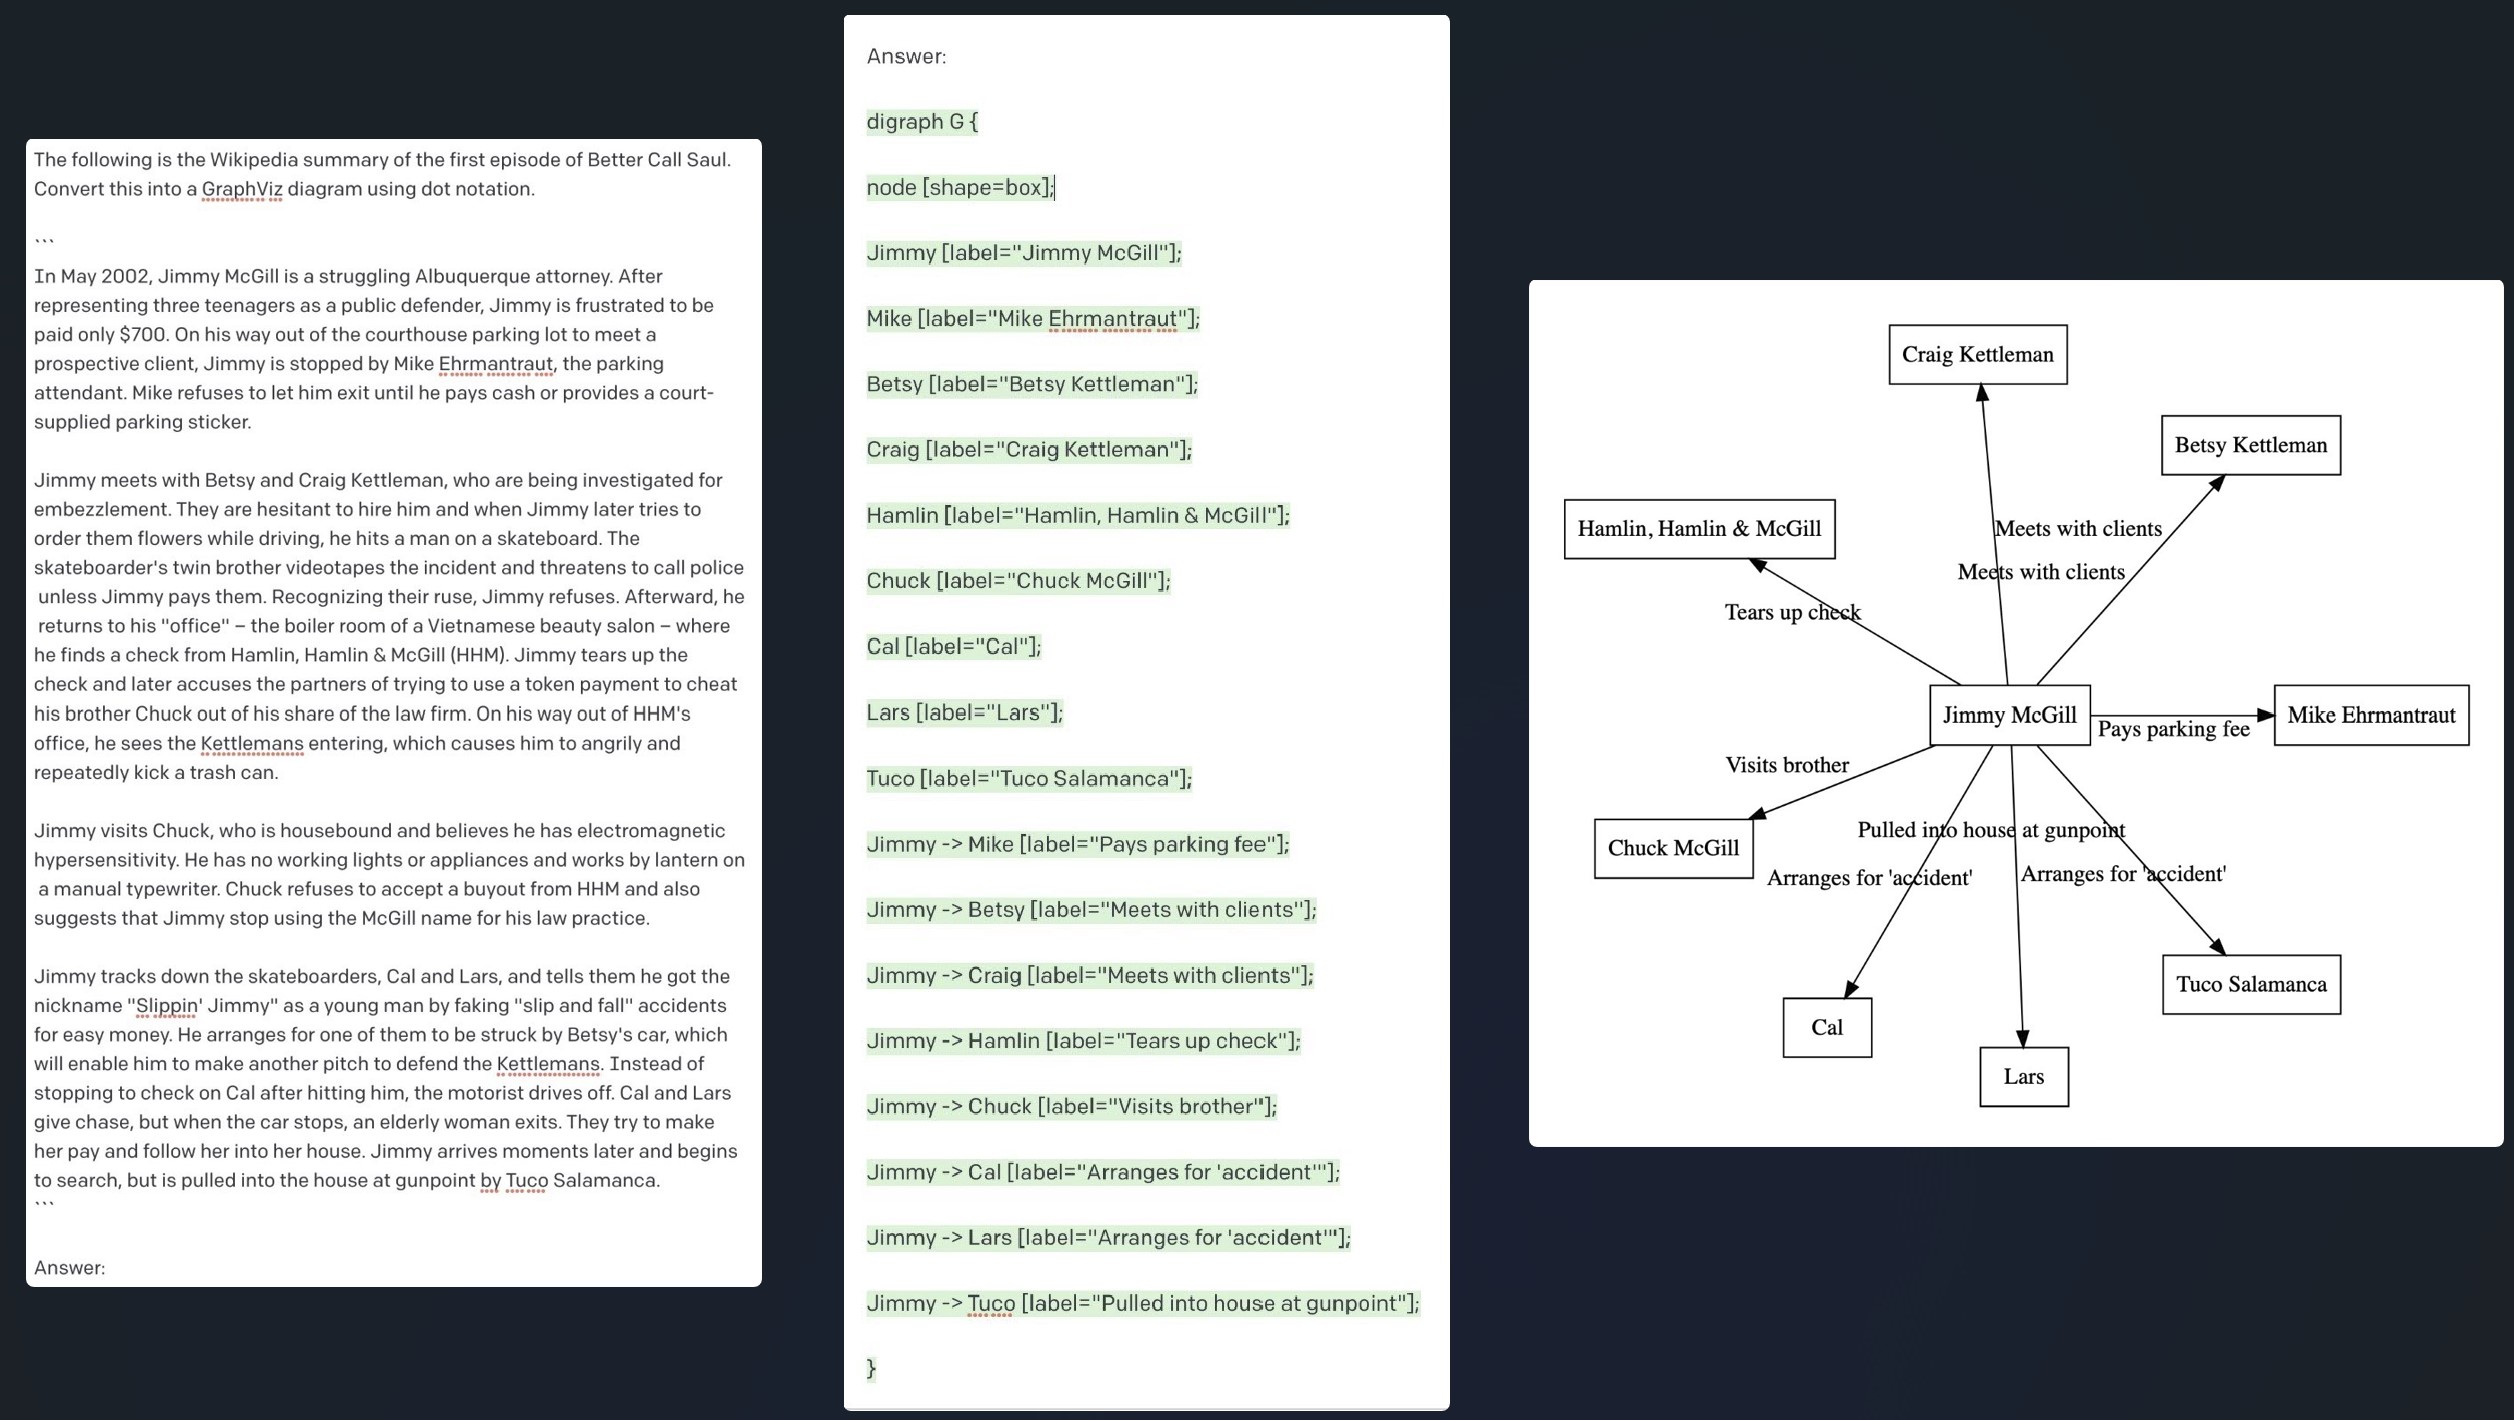 The following is the Wikipedia summary of the first episode of Better Call Saul.
Convert this into a GraphViz diagram using dot notation.
```
In May 2002, Jimmy McGill is a struggling Albuquerque attorney. After
representing three teenagers as a public defender, Jimmy is frustrated to be
paid only $700. On his way out of the courthouse parking lot to meet a
prospective client, Jimmy is stopped by Mike Ehrmantraut, the parking
attendant. Mike refuses to let him exit until he pays cash or provides a court-
supplied parking sticker.
Jimmy meets with Betsy and Craig Kettleman, who are being investigated for
embezzlement. They are hesitant to hire him and when Jimmy later tries to
order them flowers while driving, he hits a man on a skateboard. The
skateboarder's twin brother videotapes the incident and threatens to call police
unless Jimmy pays them. Recognizing their ruse, Jimmy refuses. Afterward, he
returns to his "office" – the boiler room of a Vietnamese beauty salon – where
he finds a check from Hamlin, Hamlin & McGill (HHM). Jimmy tears up the
check and later accuses the partners of trying to use a token payment to cheat
his brother Chuck out of his share of the law firm. On his way out of HHM's
office, he sees the Kettlemans entering, which causes him to angrily and
repeatedly kick a trash can.
Jimmy visits Chuck, who is housebound and believes he has electromagnetic
hypersensitivity. He has no working lights or appliances and works by lantern on
a manual typewriter. Chuck refuses to accept a buyout from HHM and also
suggests that Jimmy stop using the McGill name for his law practice.
Jimmy tracks down the skateboarders, Cal and Lars, and tells them he got the
nickname "Slippin' Jimmy" as a young man by faking "slip and fall" accidents
for easy money. He arranges for one of them to be struck by Betsy's car, which
will enable him to make another pitch to defend the Kettlemans. Instead of
stopping to check on Cal after hitting him, the motorist drives off. Cal and Lars
give chase, but when the car stops, an elderly woman exits. They try to make
her pay and follow her into her house. Jimmy arrives moments later and begins
to search, but is pulled into the house at gunpoint by Tuco Salamanca.
```
Answer:
Answer:
digraph G {
node [shape=box];
Jimmy [label="Jimmy McGill"];
Mike [label="Mike Ehrmantraut"];
Betsy [label="Betsy Kettleman"];
Craig [label="Craig Kettleman"];
Hamlin [label="Hamlin, Hamlin & McGill"];
Chuck [label="Chuck McGill"];
Cal [label="Cal"];
Lars [label="Lars"];
Tuco [label="Tuco Salamanca"];
Jimmy -> Mike [label="Pays parking fee"];
Jimmy -> Betsy [label="Meets with clients"];
Jimmy -> Craig [label="Meets with clients"];
Jimmy -> Hamlin [label="Tears up check"];
Jimmy -> Chuck [label="Visits brother"];
Jimmy -> Cal [label="Arranges for 'accident'"];
Jimmy -> Lars [label="Arranges for 'accident'"];
Jimmy -> Tuco [label="Pulled into house at gunpoint"];
}
Craig Kettleman
Betsy Kettleman
Hamlin, Hamlin & McGill
Meets with clients
Meets with clients
Tears up check
Jimmy McGill
Pays parking fee
Mike Ehrmantraut
Visits brother
Pulled into house at gunpoint
Chuck McGill
Arranges for 'accident'
Arranges for 'accident'
Tuco Salamanca
Cal
Lars